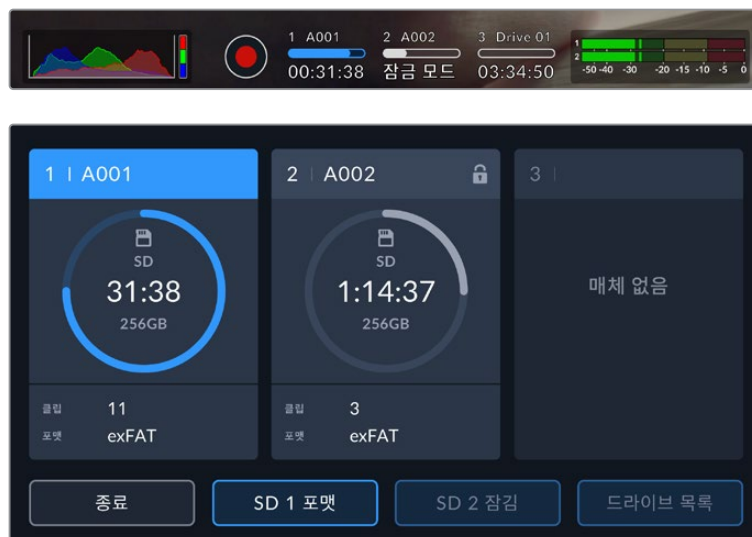 1 A001 2 A002 3 Drive 01
00:31:38 잠금 모드 03:34:50
1
2
-50 -40 -30 -20 -15 -10 -5 0
1 | A001
2 | A002
3 |
SD
31:38
256GB
SD
1:14:37
256GB
매체 없음
클립 11
포맷 exFAT
클립 3
포맷 exFAT
종료
SD 1 포맷
SD 2 잠김
드라이브 목록